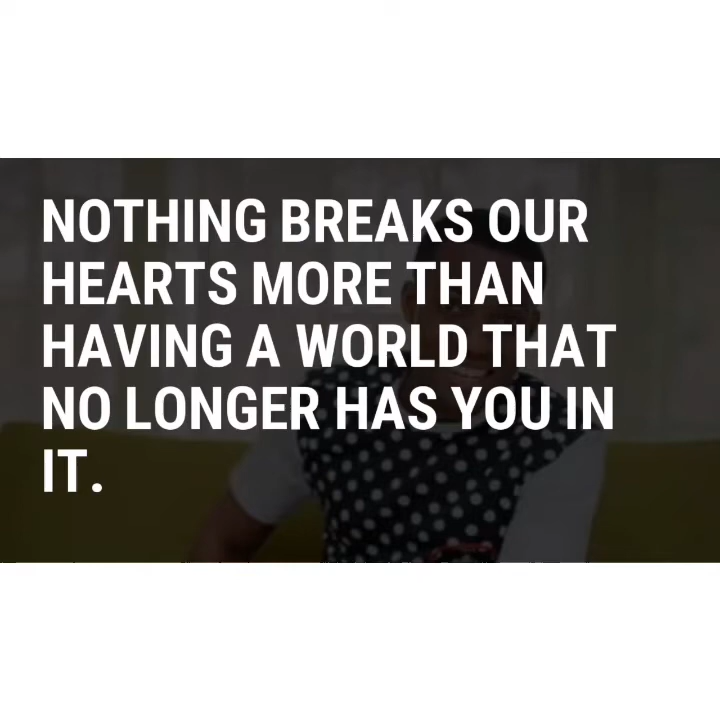 NOTHING BREAKS OUR
HEARTS MORE THAN
HAVING A WORLD THAT
NO LONGER HAS YOU IN
IT.